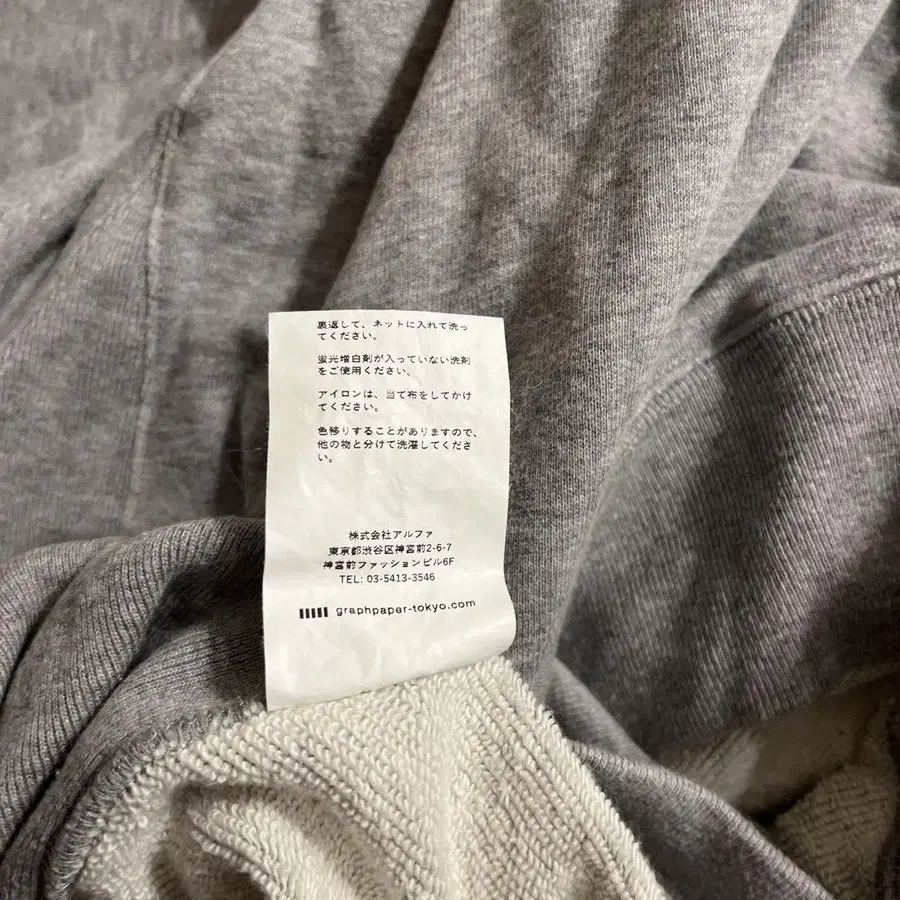 裏返して、ネットに入れて洗っ
てください。
蛍光増白剤が入っていない洗剤
をご使用ください。
アイロンは、当て布をしてかけ
てください。
色移りすることがありますので、
他の物と分けて洗濯してくださ
い。
株式会社アルファ
東京都渋谷区神宮前2-6-7
神宮前ファッションビル6F
TEL: 03-5413-3546
graphpaper-tokyo.com